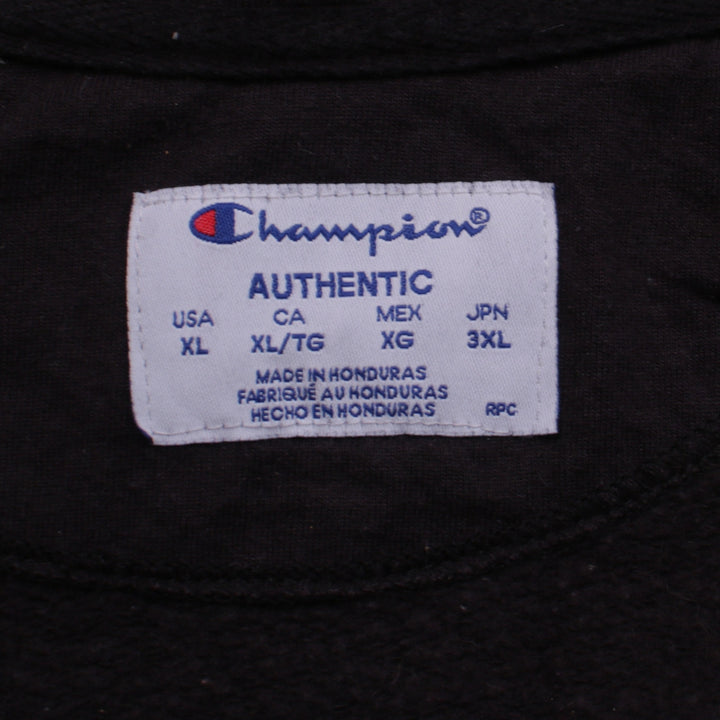 Champion®
AUTHENTIC
USA CA MEX JPN
XL XL/TG XG 3XL
MADE IN HONDURAS
FABRIQUÉ AU HONDURAS
HECHO EN HONDURAS RPC